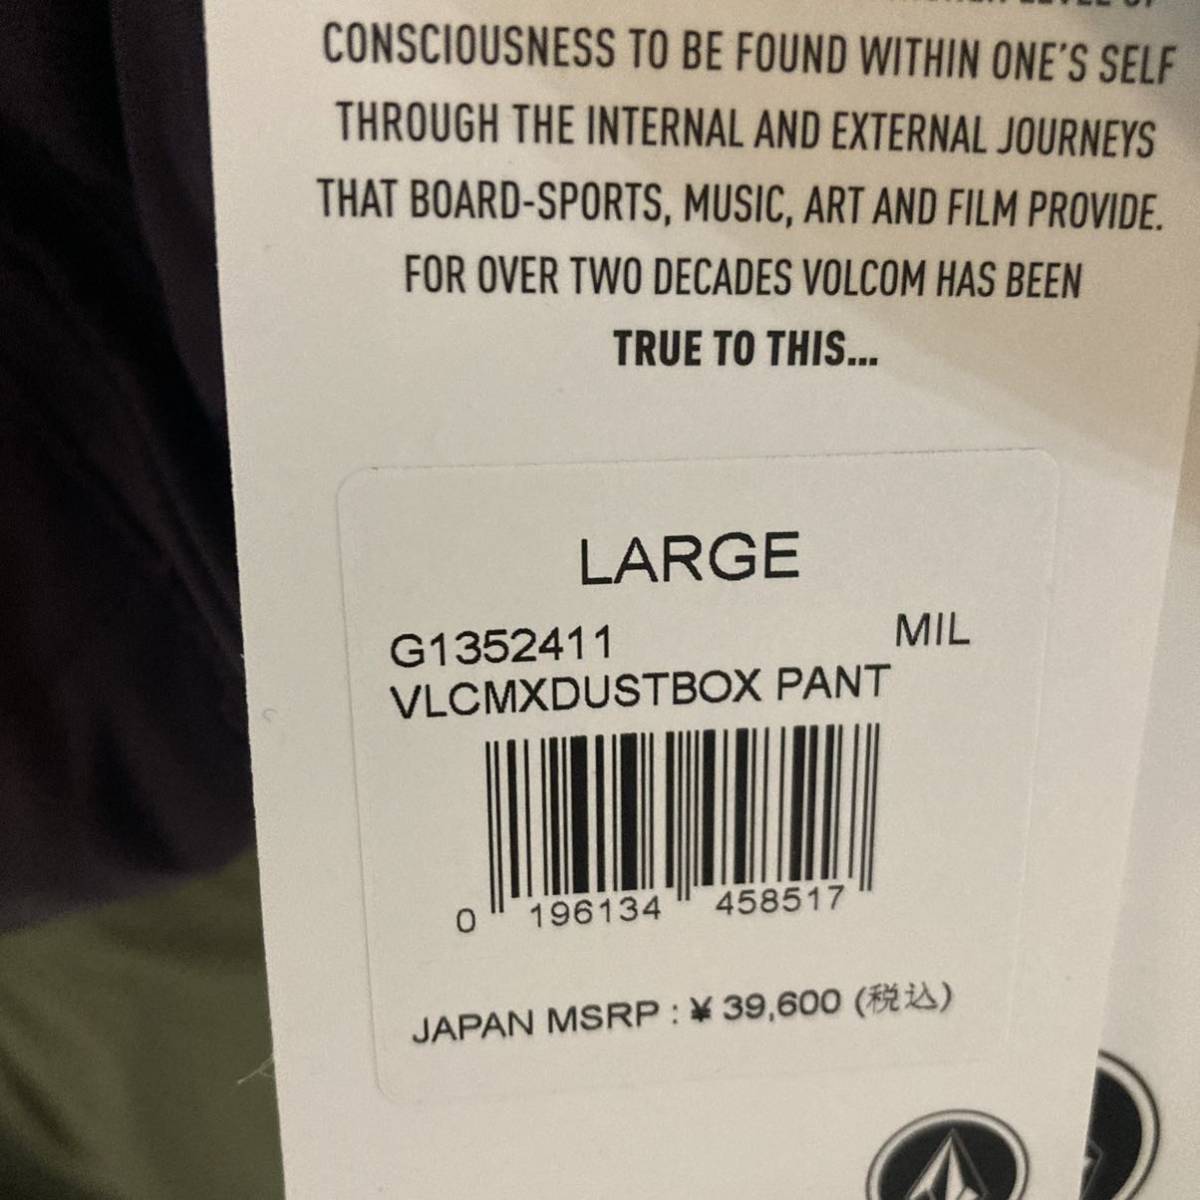 CONSCIOUSNESS TO BE FOUND WITHIN ONE'S SELF
THROUGH THE INTERNAL AND EXTERNAL JOURNEYS
THAT BOARD-SPORTS, MUSIC, ART AND FILM PROVIDE.
FOR OVER TWO DECADES VOLCOM HAS BEEN
TRUE TO THIS...
LARGE
G1352411 MIL
VLCMXDUSTBOX PANT
0 196134 458517
JAPAN MSRP : ¥ 39,600 (税込)